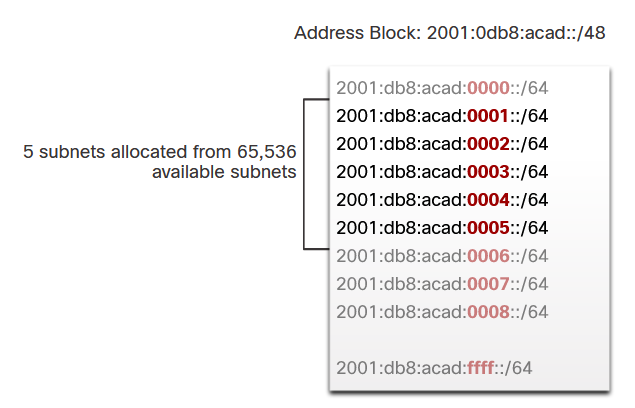 Address Block: 2001:0db8:acad::/48
2001:db8:acad:0000::/64
2001:db8:acad:0001::/64
2001:db8:acad:0002::/64
2001:db8:acad:0003::/64
2001:db8:acad:0004::/64
2001:db8:acad:0005::/64
2001:db8:acad:0006::/64
2001:db8:acad:0007::/64
2001:db8:acad:0008::/64
2001:db8:acad:ffff::/64
5 subnets allocated from 65,536
available subnets